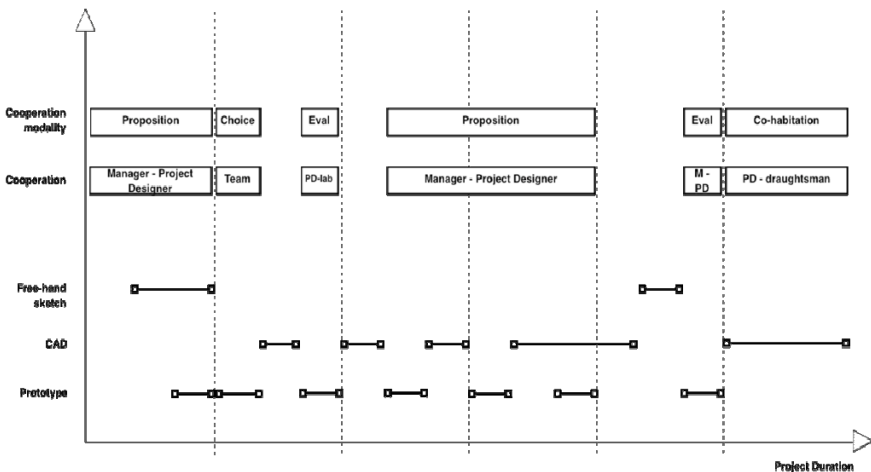 Cooperation
modality
Proposition
Choice
Eval
Proposition
Eval
Co-habitation
Cooperation
Manager - Project
Designer
Team
PD-lab
Manager - Project Designer
M -
PD
PD - draughtsman
Free-hand
sketch
CAD
Prototype
Project Duration